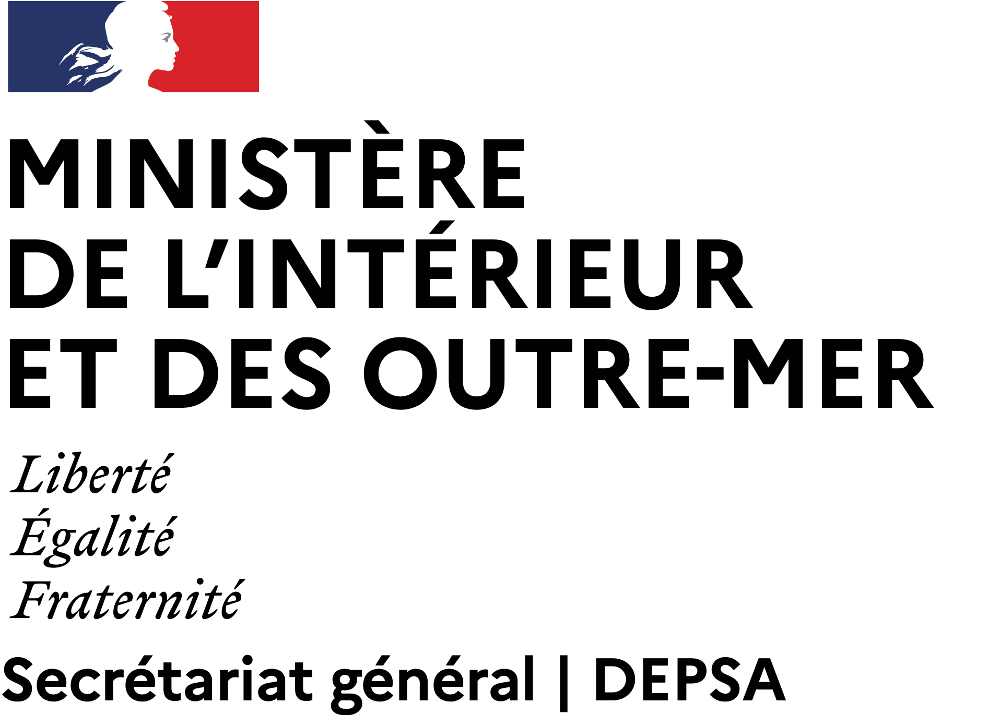 MINISTÈRE
DE L’INTÉRIEUR
ET DES OUTRE-MER
Liberté
Égalité
Fraternité
Secrétariat général | DEPSA